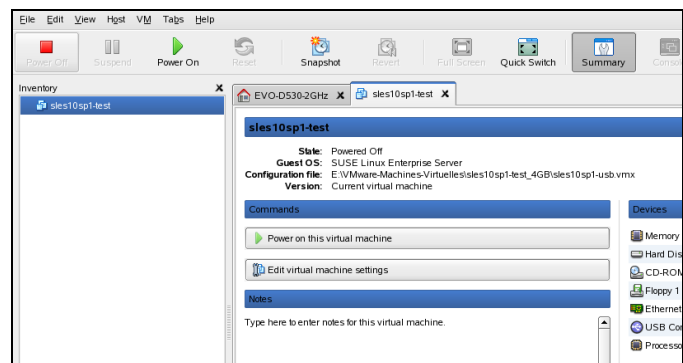 File Edit View Host VM Tabs Help
Power Off Suspend Power On Reset Snapshot Revert Full Screen Quick Switch Summary Conso
Inventory
sles10sp1-test
EVO-D530-2GHz sles10sp1-test
sles10sp1-test
State: Powered Off
Guest OS: SUSE Linux Enterprise Server
Configuration file: E:\VMware-Machines-Virtuelles\sles10sp1-test_4GB\sles10sp1-usb.vmx
Version: Current virtual machine
Commands
Power on this virtual machine
Edit virtual machine settings
Notes
Type here to enter notes for this virtual machine.
Devices
Memory
Hard Dis
CD-ROM
Floppy 1
Ethernet
USB Co
Processo